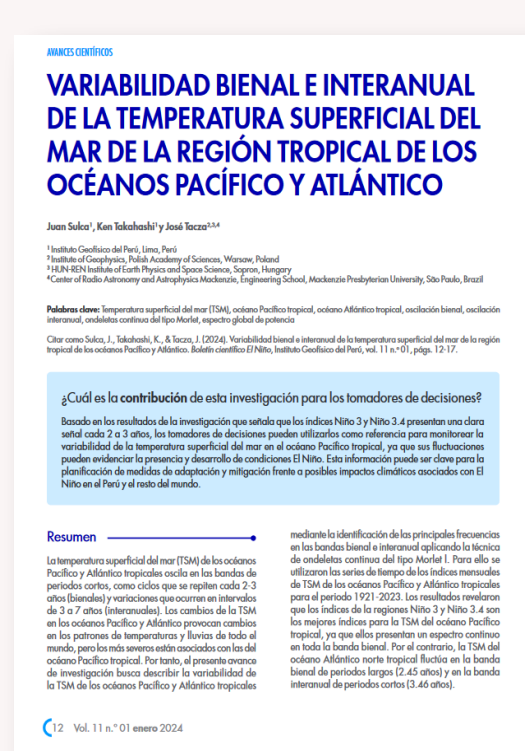 AVANCES CIENTÍFICOS
VARIABILIDAD BIENAL E INTERANUAL
DE LA TEMPERATURA SUPERFICIAL DEL
MAR DE LA REGIÓN TROPICAL DE LOS
OCÉANOS PACÍFICO Y ATLÁNTICO
Juan Sulca¹, Ken Takahashi¹ y José Tacza²,³,⁴
¹ Instituto Geofísico del Perú, Lima, Perú
² Institute of Geophysics, Polish Academy of Sciences, Warsaw, Poland
³ HUN-REN Institute of Earth Physics and Space Science, Sopron, Hungary
⁴ Center of Radio Astronomy and Astrophysics Mackenzie, Engineering School, Mackenzie Presbyterian University, São Paulo, Brazil
Palabras clave: Temperatura superficial del mar (TSM), océano Pacífico tropical, océano Atlántico tropical, oscilación bienal, oscilación
interanual, ondeletas continua del tipo Morlet, espectro global de potencia
Citar como Sulca, J., Takahashi, K., & Tacza, J. (2024). Variabilidad bienal e interanual de la temperatura superficial del mar de la región
tropical de los océanos Pacífico y Atlántico. Boletín científico El Niño, Instituto Geofísico del Perú, vol. 11 n.º 01, págs. 12-17.
¿Cuál es la contribución de esta investigación para los tomadores de decisiones?
Basado en los resultados de la investigación que señala que los índices Niño 3 y Niño 3.4 presentan una clara
señal cada 2 a 3 años, los tomadores de decisiones pueden utilizarlos como referencia para monitorear la
variabilidad de la temperatura superficial del mar en el océano Pacífico tropical, ya que sus fluctuaciones
pueden evidenciar la presencia y desarrollo de condiciones El Niño. Esta información puede ser clave para la
planificación de medidas de adaptación y mitigación frente a posibles impactos climáticos asociados con El
Niño en el Perú y el resto del mundo.
Resumen
La temperatura superficial del mar (TSM) de los océanos
Pacífico y Atlántico tropicales oscila en las bandas de
periodos cortos, como ciclos que se repiten cada 2-3
años (bienales) y variaciones que ocurren en intervalos
de 3 a 7 años (interanuales). Los cambios de la TSM
en los océanos Pacífico y Atlántico provocan cambios
en los patrones de temperaturas y lluvias de todo el
mundo, pero los más severos están asociados con las del
océano Pacífico tropical. Por tanto, el presente avance
de investigación busca describir la variabilidad de
la TSM de los océanos Pacífico y Atlántico tropicales
mediante la identificación de las principales frecuencias
en las bandas bienal e interanual aplicando la técnica
de ondeletas continua del tipo Morlet l. Para ello se
utilizaron las series de tiempo de los índices mensuales
de TSM de los océanos Pacífico y Atlántico tropicales
para el periodo 1921-2023. Los resultados revelaron
que los índices de la regiones Niño 3 y Niño 3.4 son
los mejores índices para la TSM del océano Pacífico
tropical, ya que ellos presentan un espectro continuo
en toda la banda bienal. Por el contrario, la TSM del
océano Atlántico norte tropical fluctúa en la banda
bienal de periodos largos (2.45 años) y en la banda
interanual de periodos cortos (3.46 años).
12 Vol. 11 n.º 01 enero 2024